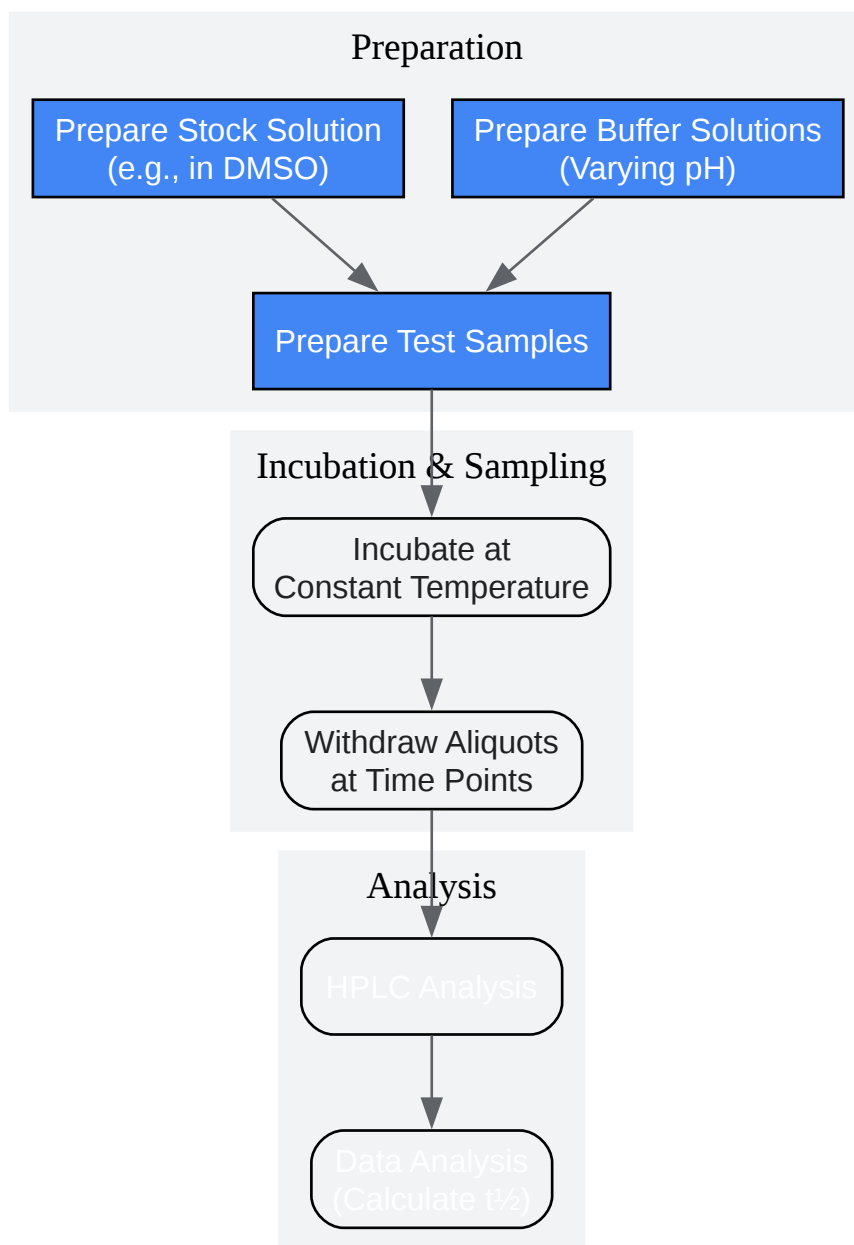 Preparation
Prepare Stock Solution
(e.g., in DMSO)
Prepare Buffer Solutions
(Varying pH)
Prepare Test Samples
Incubation & Sampling
Incubate at
Constant Temperature
Withdraw Aliquots
at Time Points
Analysis
HPLC Analysis
Data Analysis
(Calculate t½)